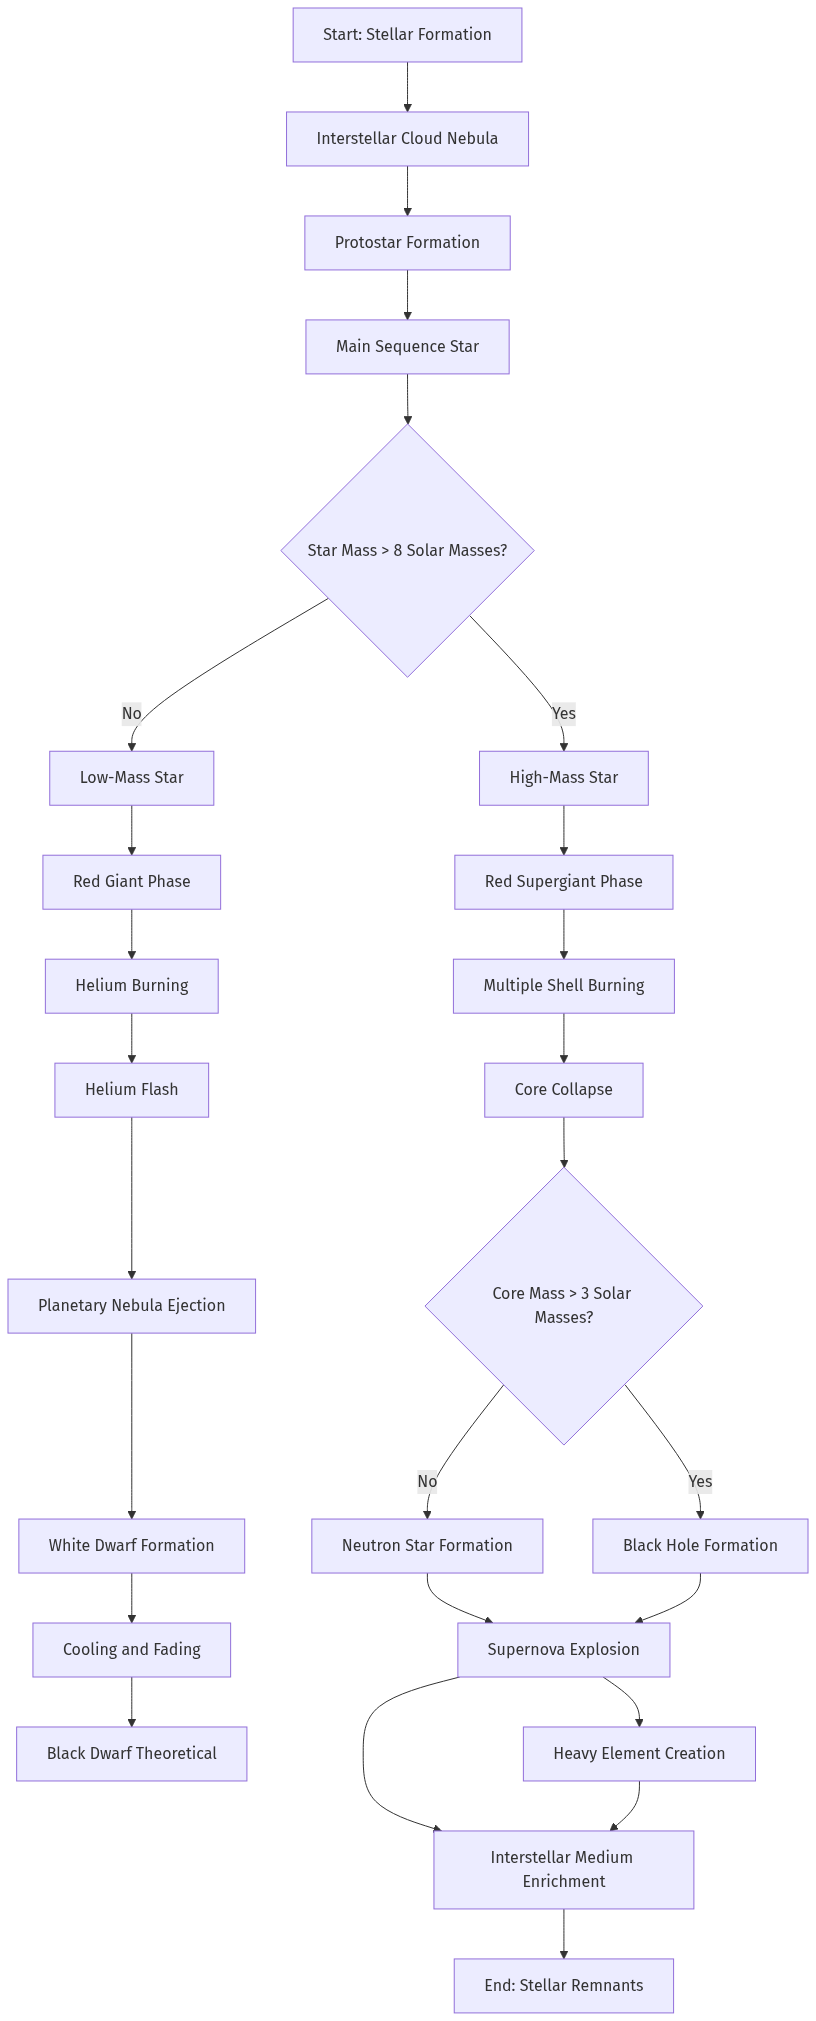 Start: Stellar Formation
Interstellar Cloud Nebula
Protostar Formation
Main Sequence Star
Star Mass > 8 Solar Masses?
No
Yes
Low-Mass Star
High-Mass Star
Red Giant Phase
Red Supergiant Phase
Helium Burning
Multiple Shell Burning
Helium Flash
Core Collapse
Planetary Nebula Ejection
Core Mass > 3 Solar
Masses?
No
Yes
White Dwarf Formation
Neutron Star Formation
Black Hole Formation
Cooling and Fading
Supernova Explosion
Black Dwarf Theoretical
Heavy Element Creation
Interstellar Medium
Enrichment
End: Stellar Remnants